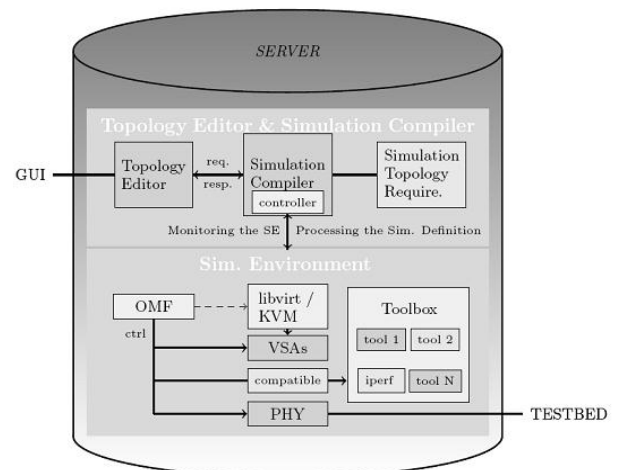 SERVER
Topology Editor & Simulation Compiler
GUI
Topology
Editor
req.
resp.
Simulation
Compiler
controller
Simulation
Topology
Require.
Monitoring the SE
Processing the Sim. Definition
Sim. Environment
OMF
ctrl
libvirt /
KVM
VSAs
compatible
PHY
Toolbox
tool 1
tool 2
iperf
tool N
TESTBED